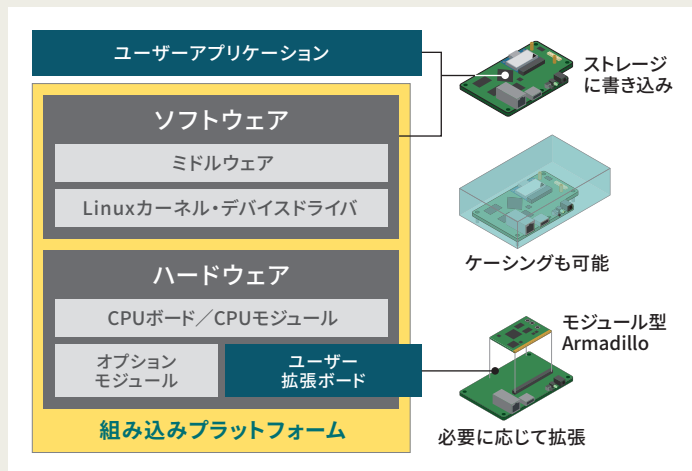 ユーザーアプリケーション
ソフトウェア
ミドルウェア
Linuxカーネル・デバイスドライバ
ハードウェア
CPUボード／CPUモジュール
オプション
モジュール
ユーザー
拡張ボード
組み込みプラットフォーム
ストレージ
に書き込み
ケーシングも可能
モジュール型
Armadillo
必要に応じて拡張